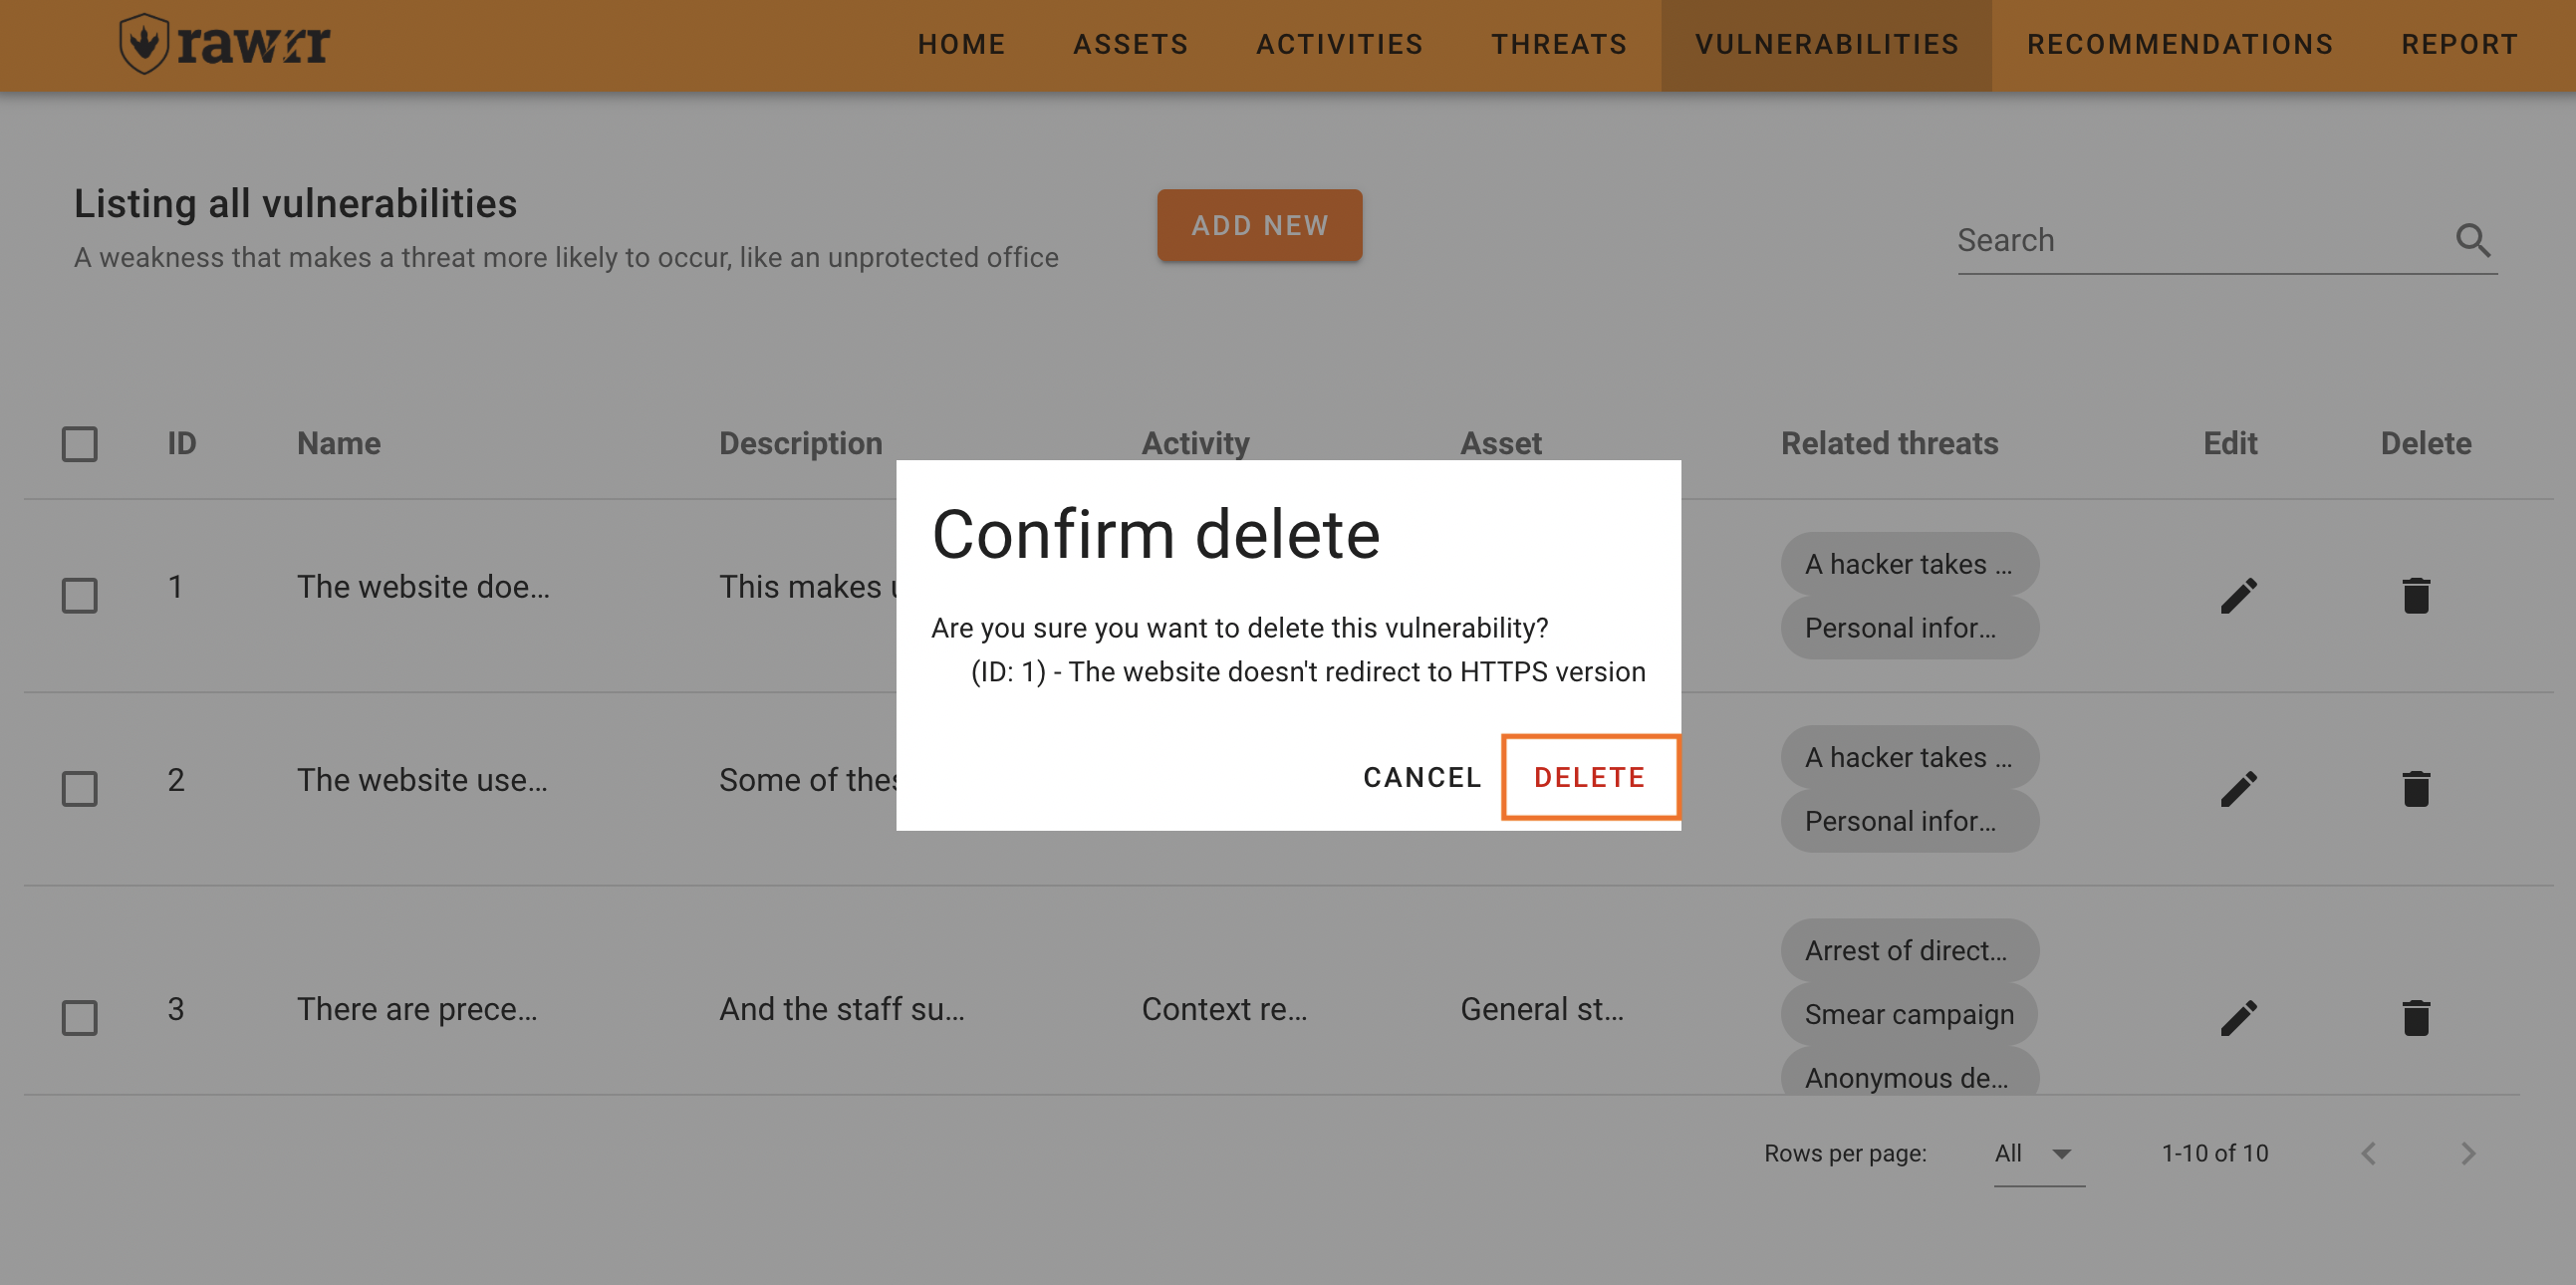 rawrr
HOME ASSETS ACTIVITIES THREATS VULNERABILITIES RECOMMENDATIONS REPORT
Listing all vulnerabilities
A weakness that makes a threat more likely to occur, like an unprotected office
ADD NEW
Search
ID Name Description Activity Asset Related threats Edit Delete
Confirm delete
Are you sure you want to delete this vulnerability?
(ID: 1) - The website doesn't redirect to HTTPS version
CANCEL DELETE
1 The website doe... This makes
A hacker takes ...
Personal infor...
2 The website use... Some of thes
A hacker takes ...
Personal infor...
3 There are prece... And the staff su... Context re... General st...
Arrest of direct...
Smear campaign
Anonymous de...
Rows per page: All 1-10 of 10